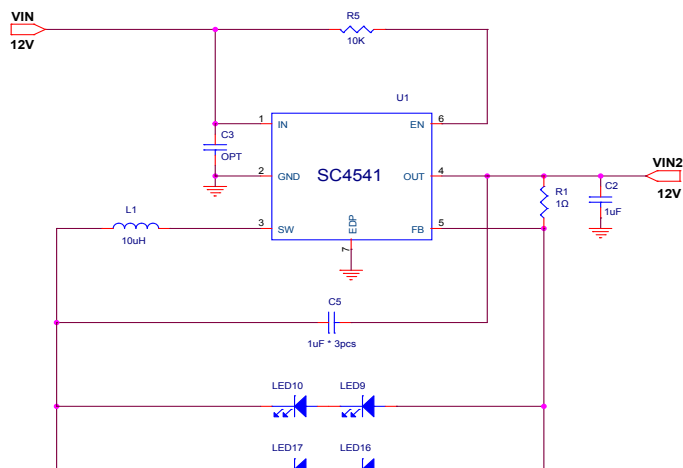 VIN
12V
R5
10K
U1
1
IN
EN
6
C3
OPT
2
GND
SC4541
OUT
4
VIN2
12V
R1
1Ω
C2
1uF
L1
10uH
3
SW
EDP
7
FB
5
C5
1uF * 3pcs
LED10
LED9
LED17
LED16